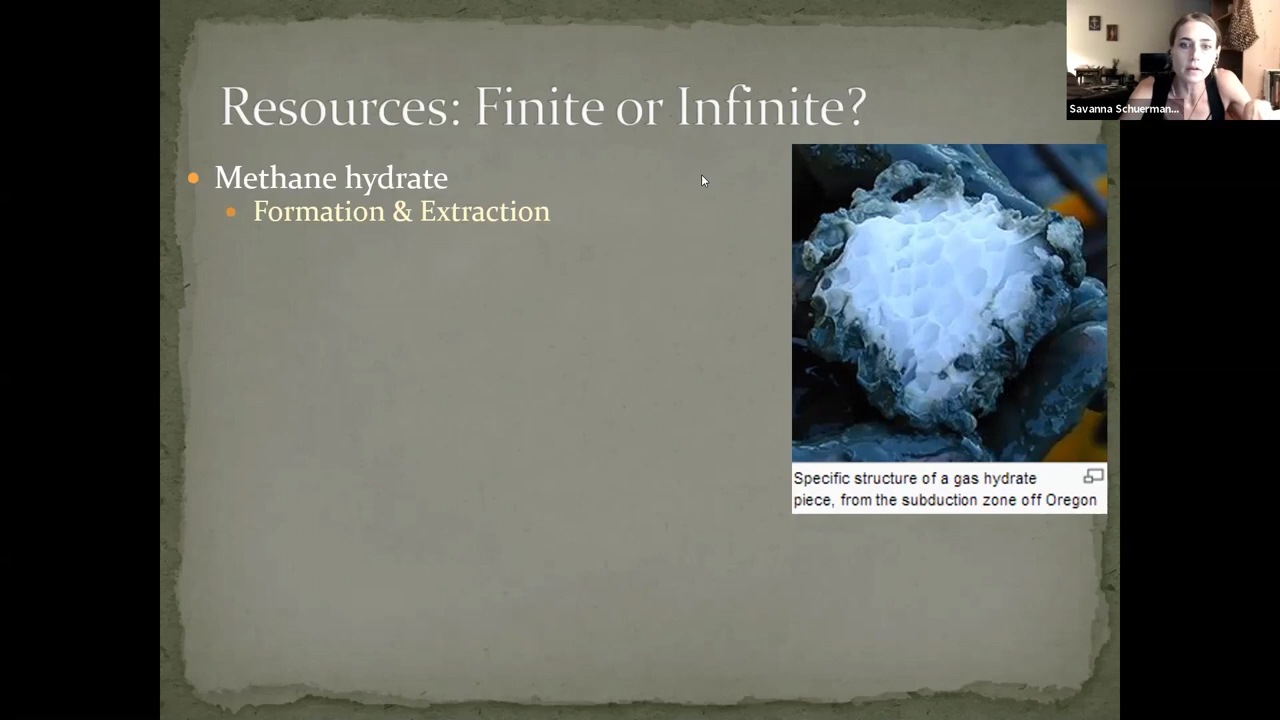 Resources: Finite or Infinite?
Methane hydrate
Formation & Extraction
Specific structure of a gas hydrate
piece, from the subduction zone off Oregon
Savanna Schuerman...